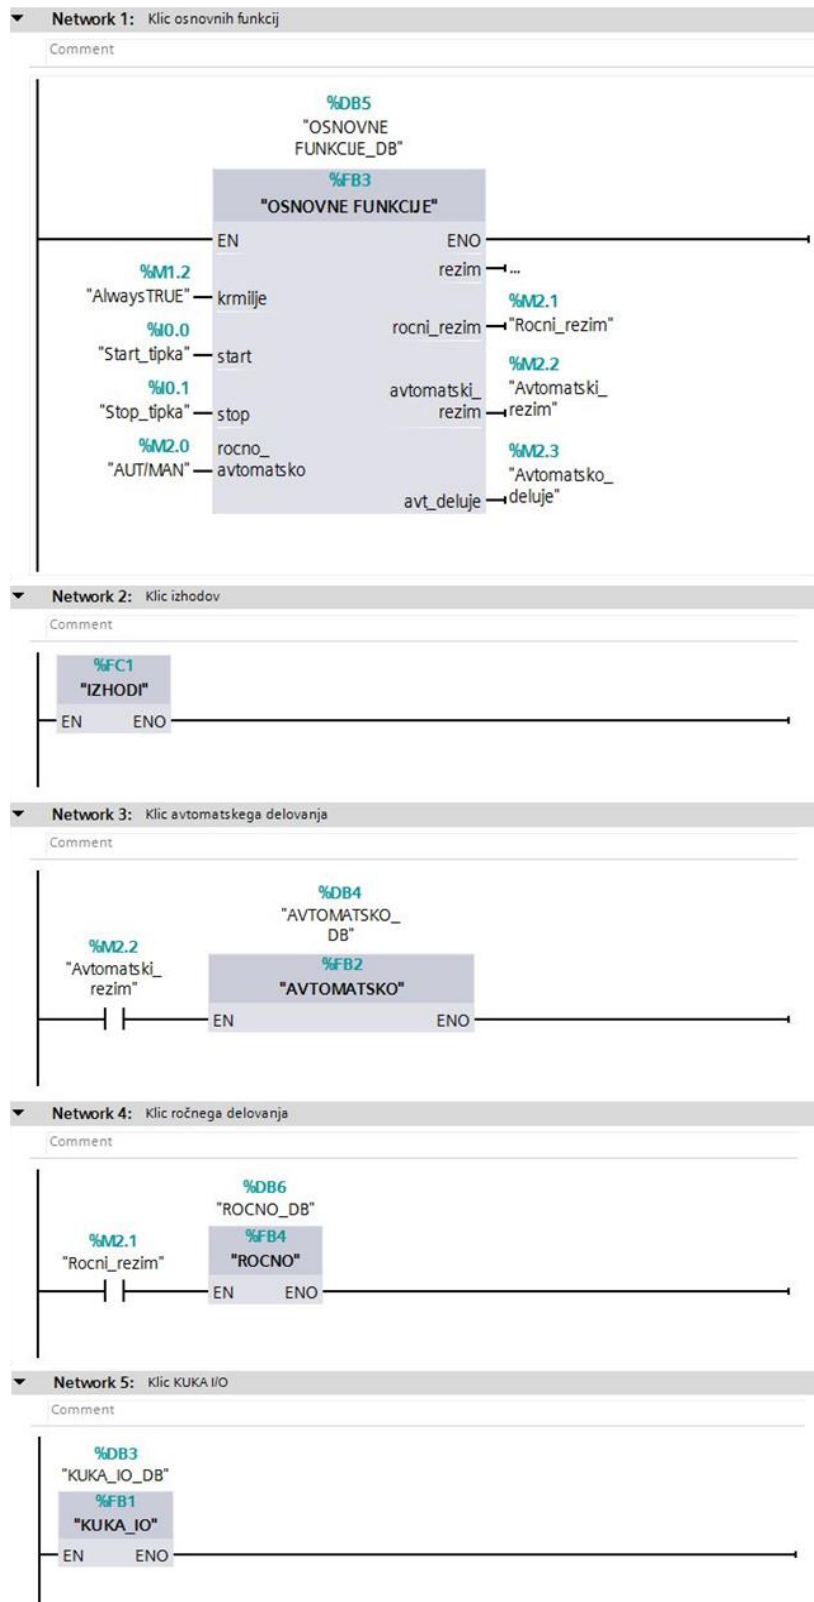 Network 1: Klic osnovnih funkcij
Comment
%DB5
"OSNOVNE
FUNKCIJE_DB"
%FB3
"OSNOVNE FUNKCIJE"
EN
ENO
rezim
...
%M1.2
"AlwaysTRUE"
krmilje
rocni_rezim
%M2.1
"Rocni_rezim"
%I0.0
"Start_tipka"
start
avtomatski_
rezim
%M2.2
"Avtomatski_
rezim"
%I0.1
"Stop_tipka"
stop
%M2.0
"AUT/MAN"
rocno_
avtomatsko
avt_deluje
%M2.3
"Avtomatsko_
deluje"
Network 2: Klic izhodov
Comment
%FC1
"IZHODI"
EN ENO
Network 3: Klic avtomatskega delovanja
Comment
%DB4
"AVTOMATSKO_
DB"
%M2.2
"Avtomatski_
rezim"
%FB2
"AVTOMATSKO"
EN ENO
Network 4: Klic ročnega delovanja
Comment
%DB6
"ROCNO_DB"
%M2.1
"Rocni_rezim"
%FB4
"ROCNO"
EN ENO
Network 5: Klic KUKA I/O
Comment
%DB3
"KUKA_IO_DB"
%FB1
"KUKA_IO"
EN ENO